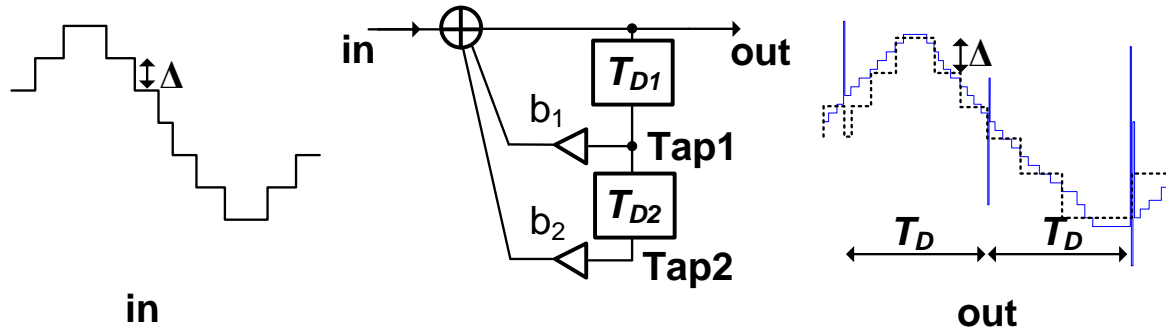 Δ
in
in
out
T_D1
b₁
Tap1
T_D2
b₂
Tap2
Δ
T_D
T_D
out